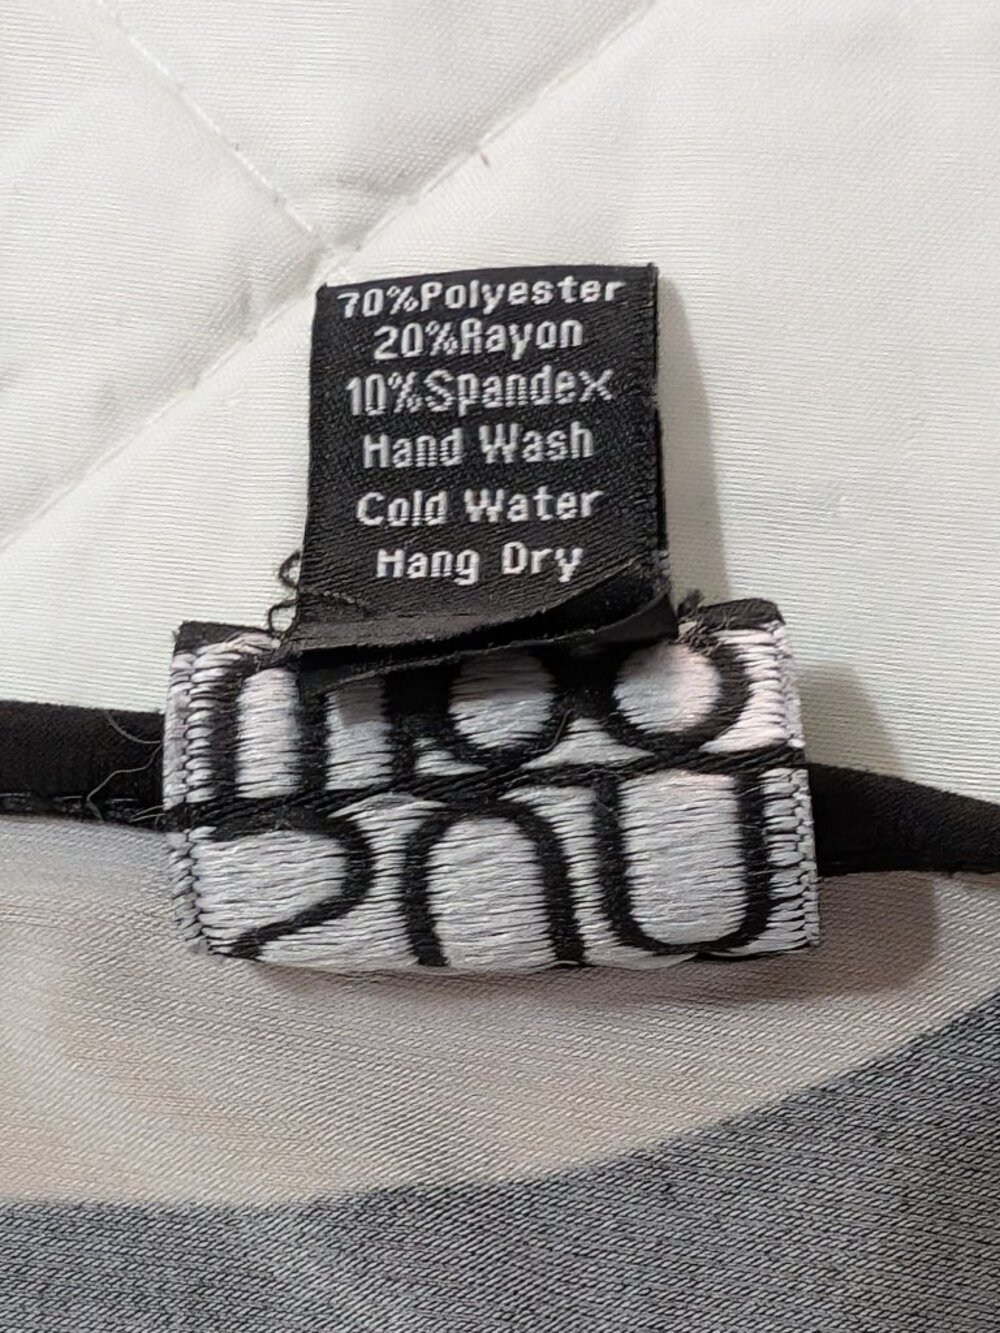 70%Polyester
20%Rayon
10%Spandex
Hand Wash
Cold Water
Hang Dry